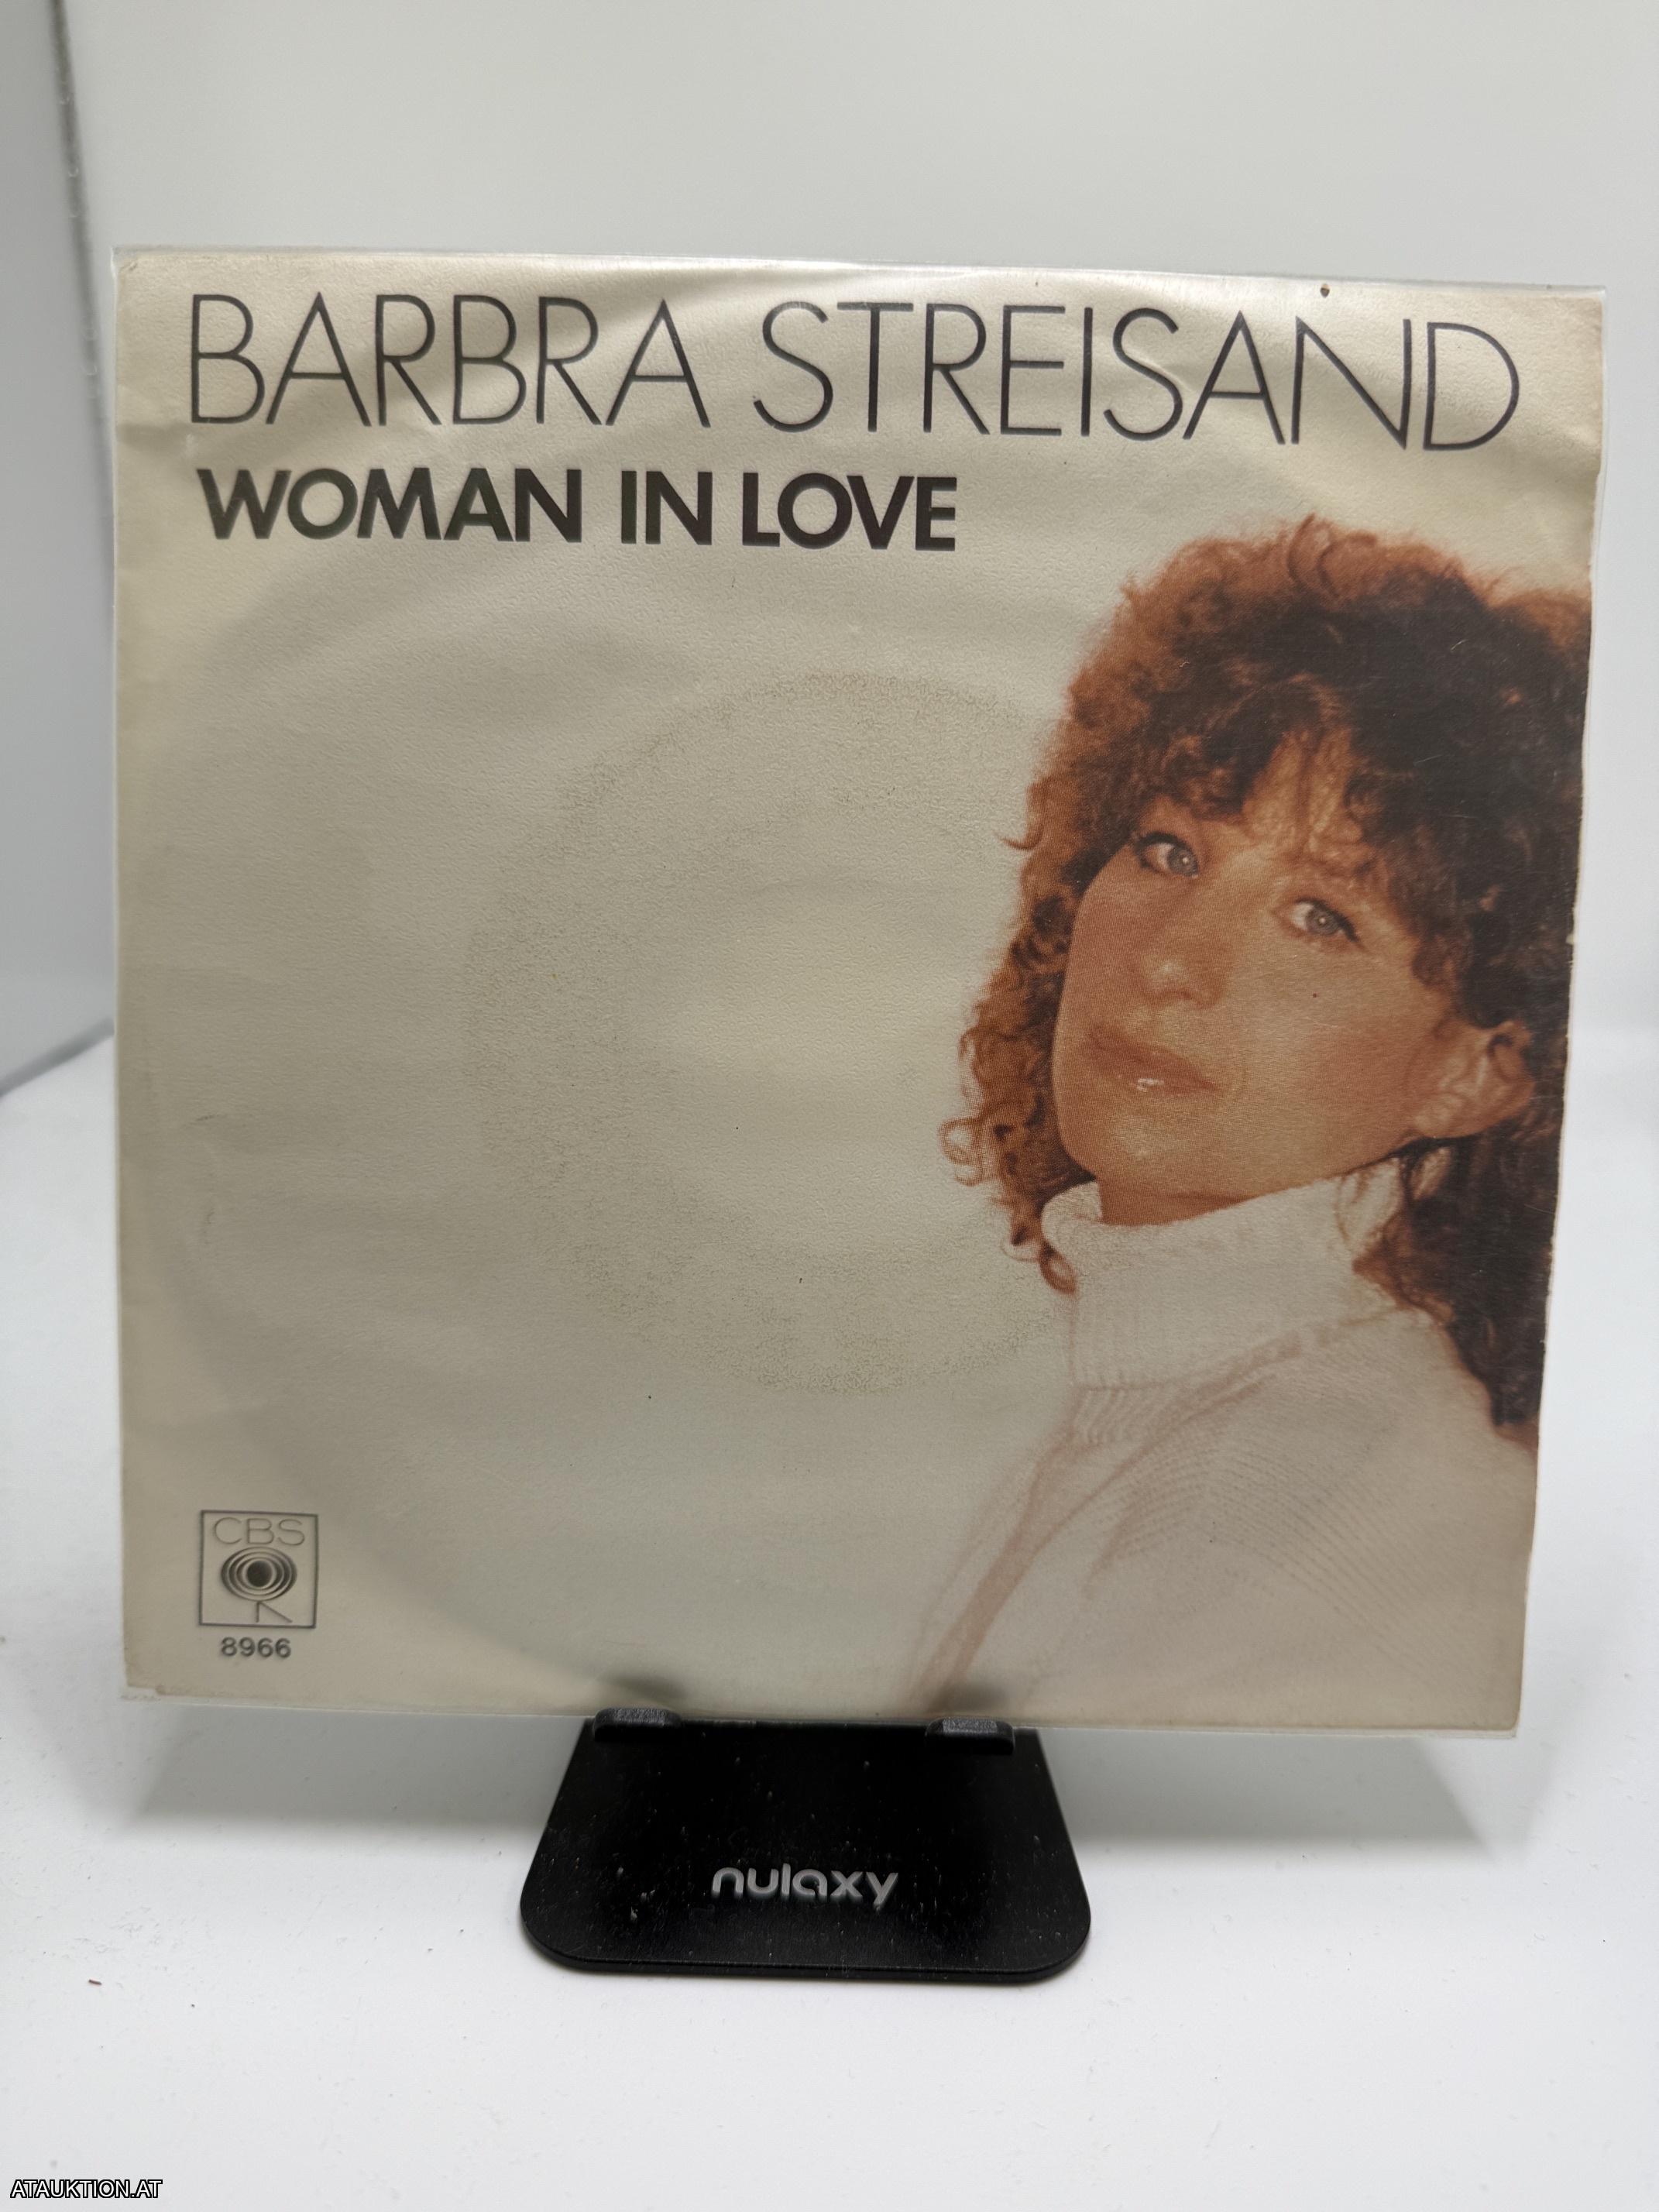 BARBRA STREISAND
WOMAN IN LOVE
CBS
8966
nulaxy
ATAUKTION.AT